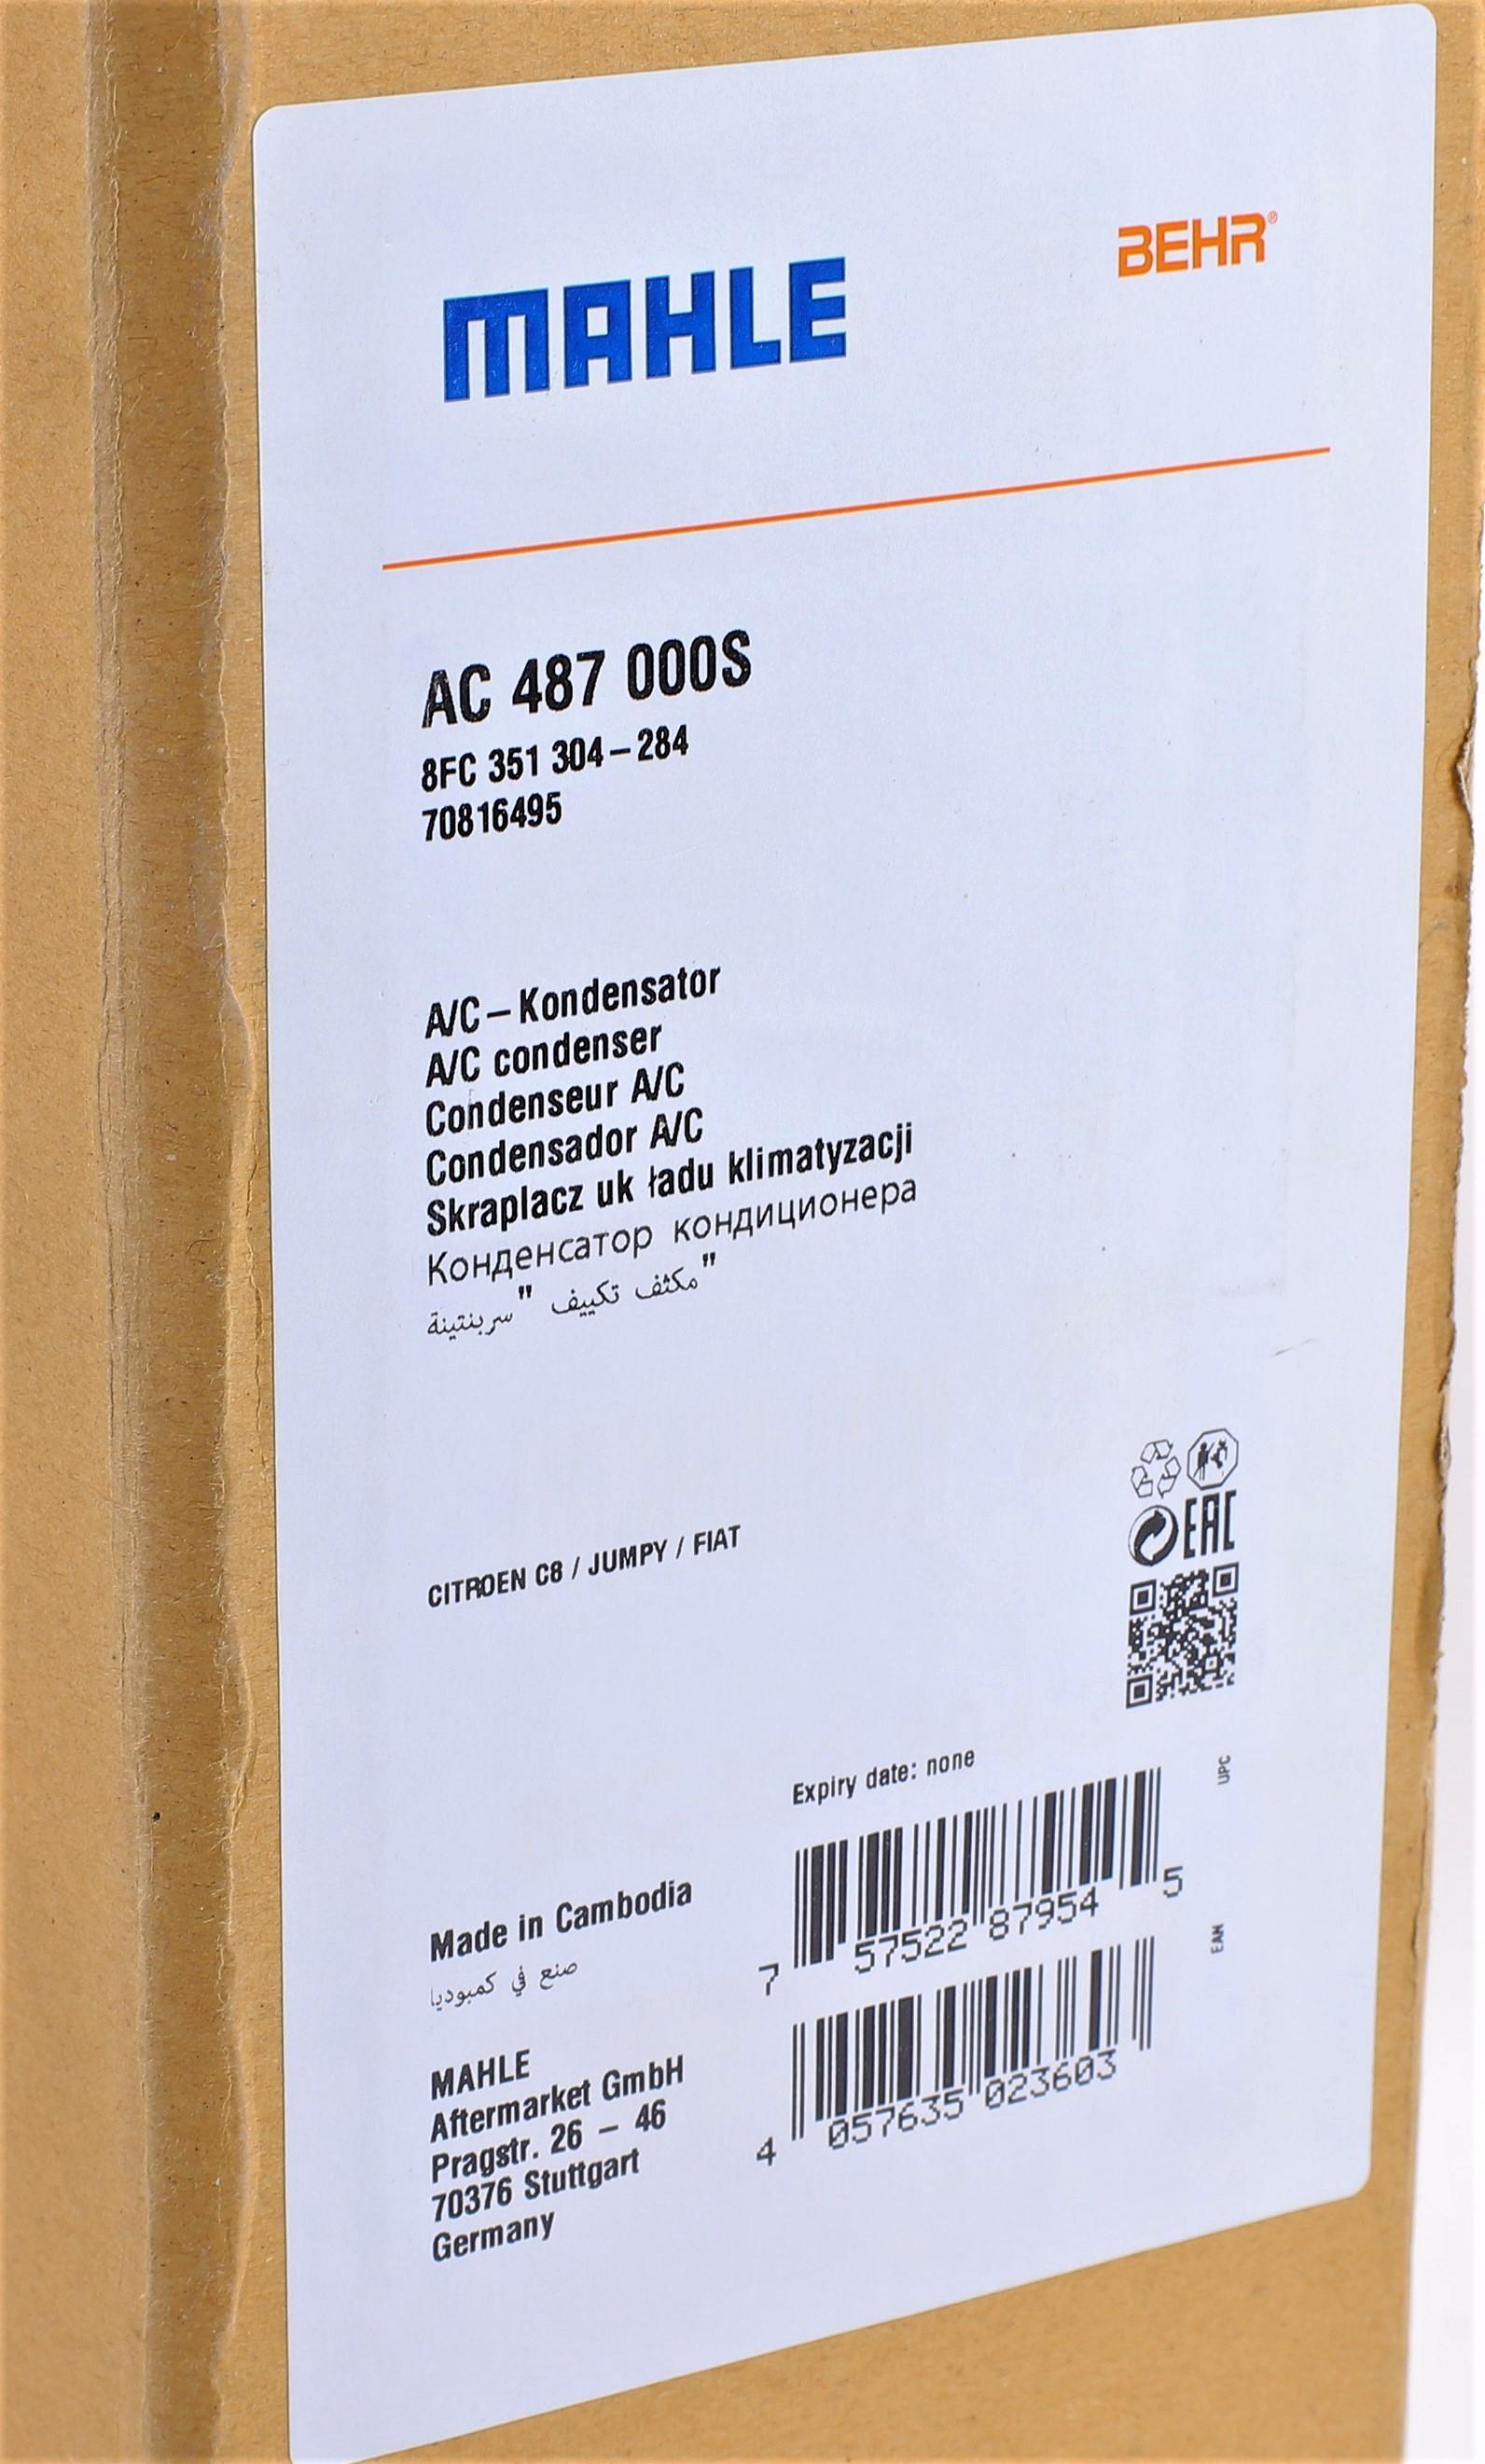 MAHLE
BEHR®
AC 487 000S
8FC 351 304-284
70816495
A/C-Kondensator
A/C condenser
Condenseur A/C
Condensador A/C
Skraplacz uk ładu klimatyzacji
Конденсатор кондиционера
"مكثف تكييف "سربنتينة
CITROEN C8 / JUMPY / FIAT
EAC
Expiry date: none
UPC
7 57522 87954 5
Made in Cambodia
صنع في كمبوديا
EAN
4 057635 023603
MAHLE
Aftermarket GmbH
Pragstr. 26 - 46
70376 Stuttgart
Germany